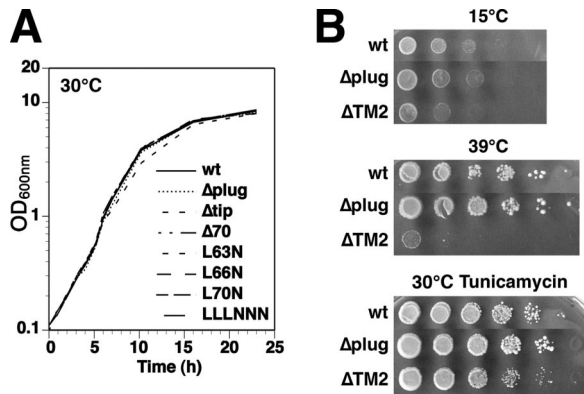 A
30°C
20
10
1
0.1
OD600nm
wt
Δplug
Δtip
Δ70
L63N
L66N
L70N
LLLNNN
0
5
10
15
20
25
Time (h)
B
15°C
wt
Δplug
ΔTM2
39°C
wt
Δplug
ΔTM2
30°C Tunicamycin
wt
Δplug
ΔTM2